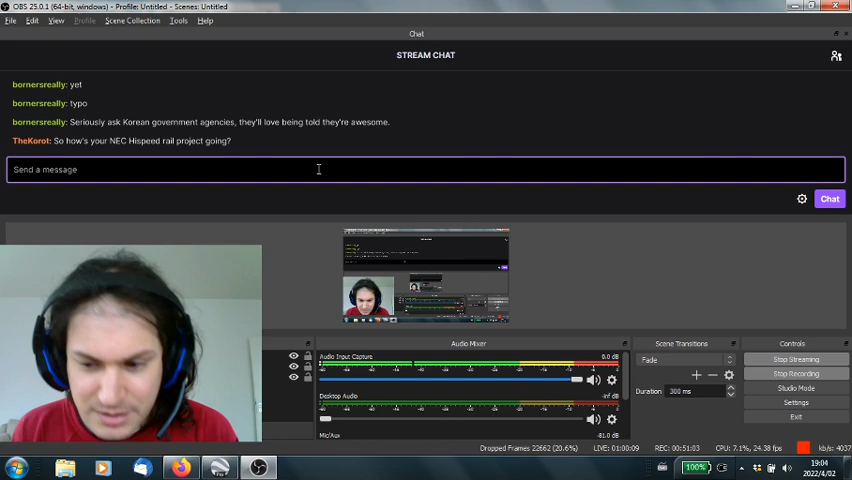 OBS 25.0.1 (64-bit, windows) - Profile: Untitled - Scenes: Untitled
File Edit View Profile Scene Collection Tools Help
Chat
STREAM CHAT
bornersreally: yet
bornersreally: typo
bornersreally: Seriously ask Korean government agencies, they'll love being told they're awesome.
TheKorot: So how's your NEC Hispeed rail project going?
Send a message
Chat
Audio Mixer
Scene Transitions
Controls
Audio Input Capture 0.0 dB
Fade
Stop Streaming
Stop Recording
Desktop Audio -inf dB
Duration 300 ms
Studio Mode
Settings
Mic/Aux -81.0 dB
Exit
Dropped Frames 22662 (20.6%) LIVE: 01:00:09 REC: 00:51:03 CPU: 7.1%, 24.38 fps kb/s: 4037
100%
19:04
2022/4/02